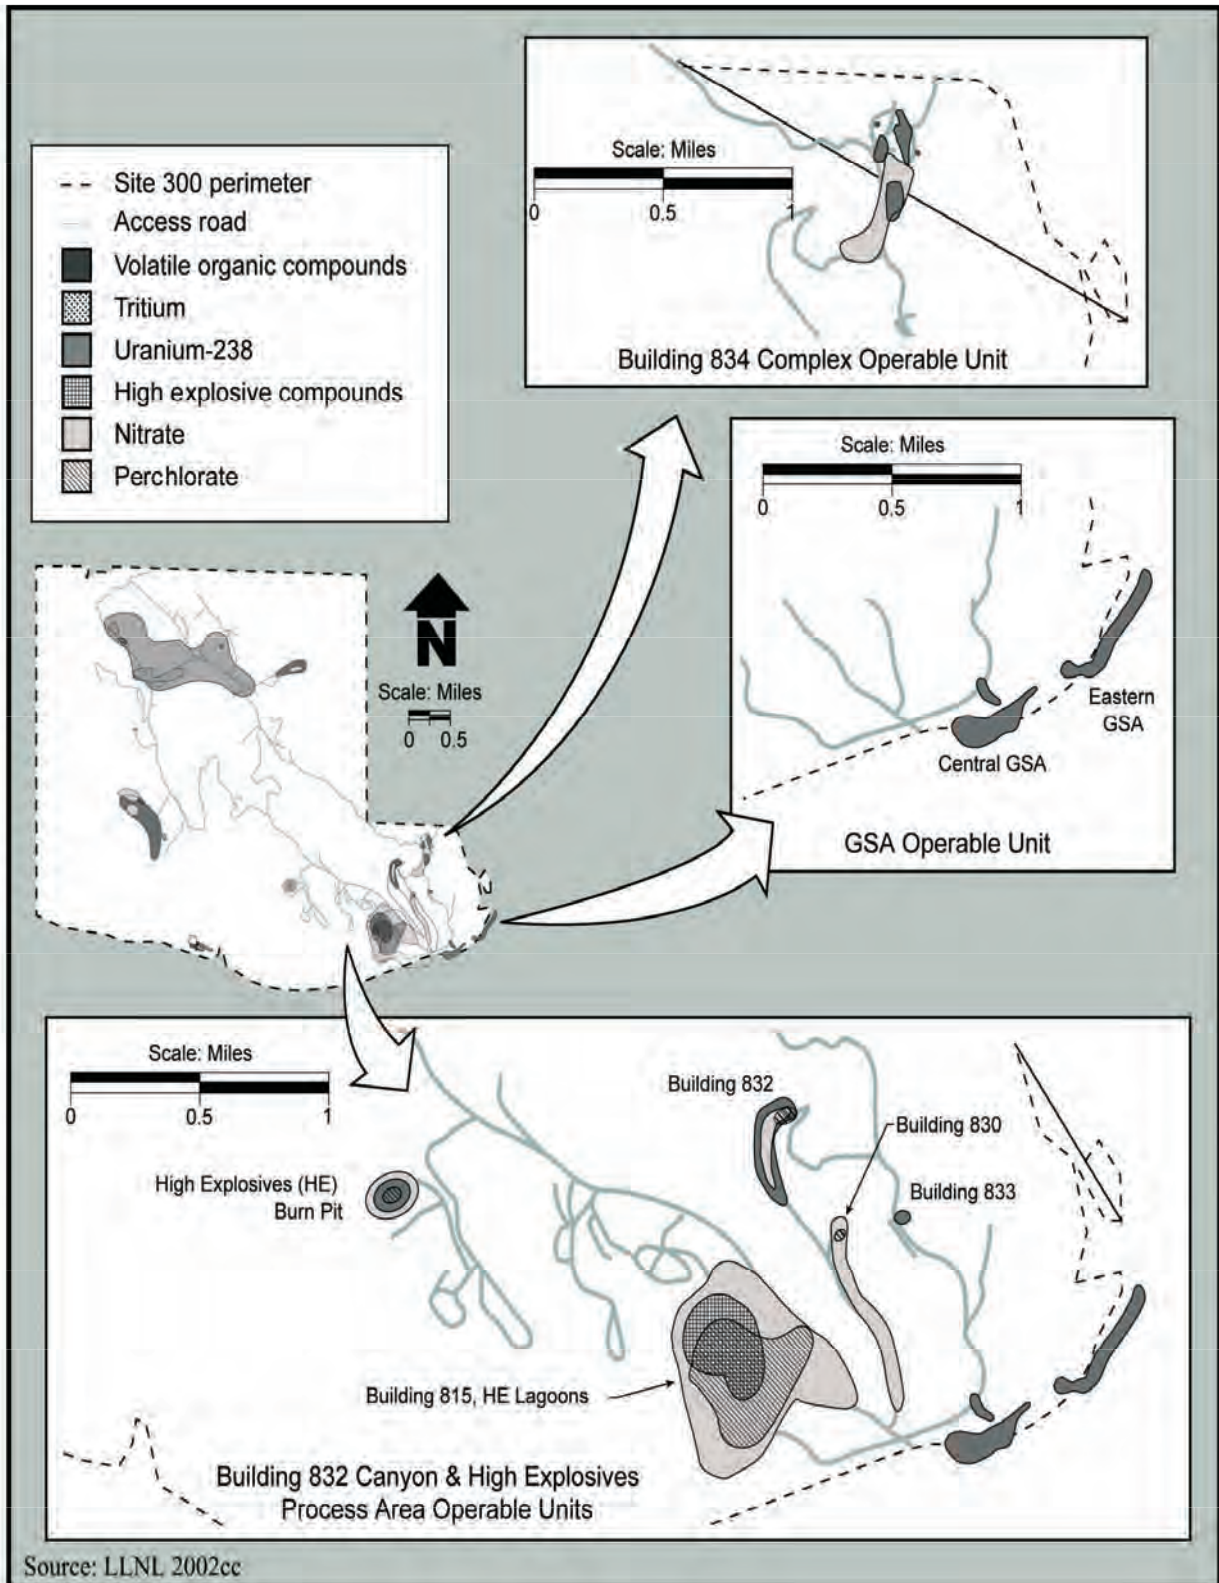 Scale: Miles
0 0.5 1
Building 834 Complex Operable Unit
Site 300 perimeter
Access road
Volatile organic compounds
Tritium
Uranium-238
High explosive compounds
Nitrate
Perchlorate
N
Scale: Miles
0 0.5
Scale: Miles
0 0.5 1
Eastern
GSA
Central GSA
GSA Operable Unit
Scale: Miles
0 0.5 1
Building 832
Building 830
High Explosives (HE)
Burn Pit
Building 833
Building 815, HE Lagoons
Building 832 Canyon & High Explosives
Process Area Operable Units
Source: LLNL 2002cc